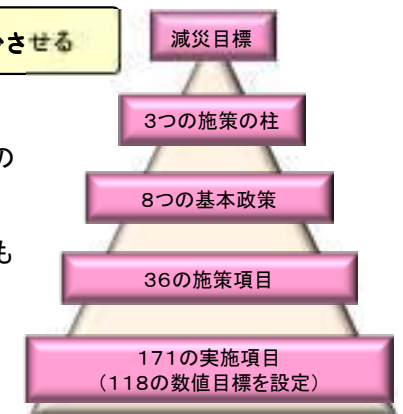 させる
減災目標
3つの施策の柱
の
8つの基本政策
も
36の施策項目
171の実施項目
（118の数値目標を設定）